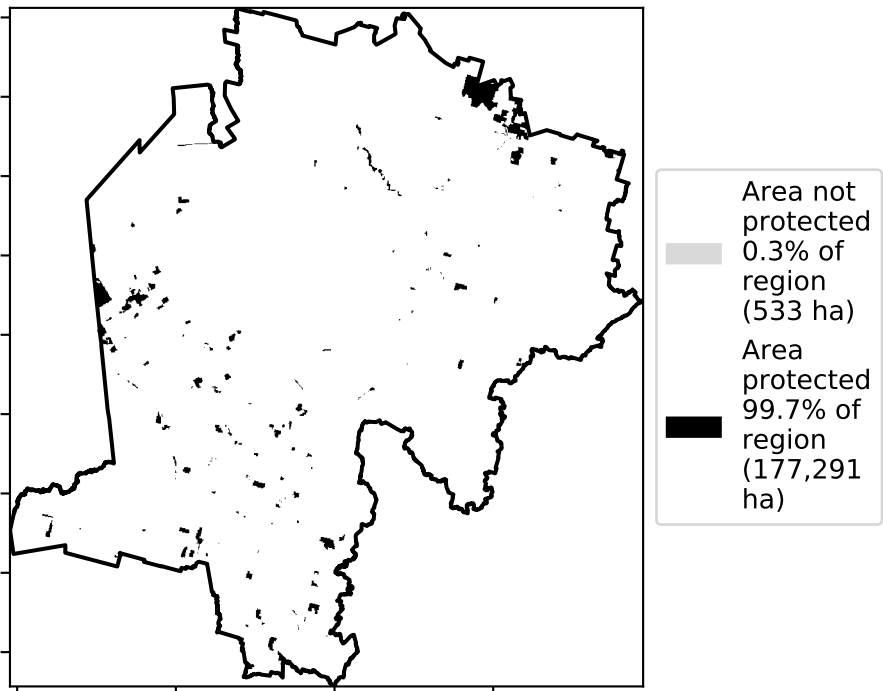 Area not
protected
0.3% of
region
(533 ha)
Area
protected
99.7% of
region
(177,291
ha)